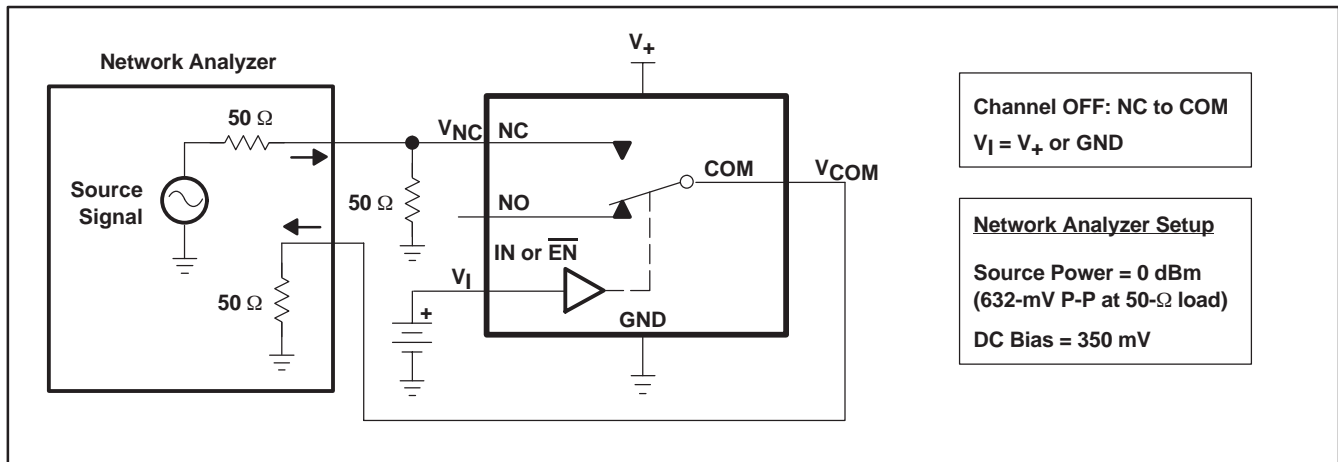 Network Analyzer
50 Ω
Source
Signal
50 Ω
50 Ω
V+
VNC
NC
NO
COM
VCOM
IN or E̅N̅
VI
+
GND
Channel OFF: NC to COM
VI = V+ or GND
Network Analyzer Setup
Source Power = 0 dBm
(632-mV P-P at 50-Ω load)
DC Bias = 350 mV